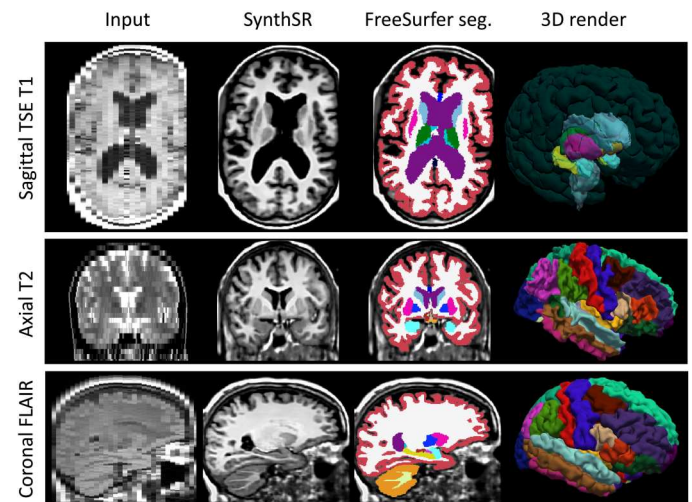 Input SynthSR FreeSurfer seg. 3D render
Sagittal TSE T1
Axial T2
Coronal FLAIR